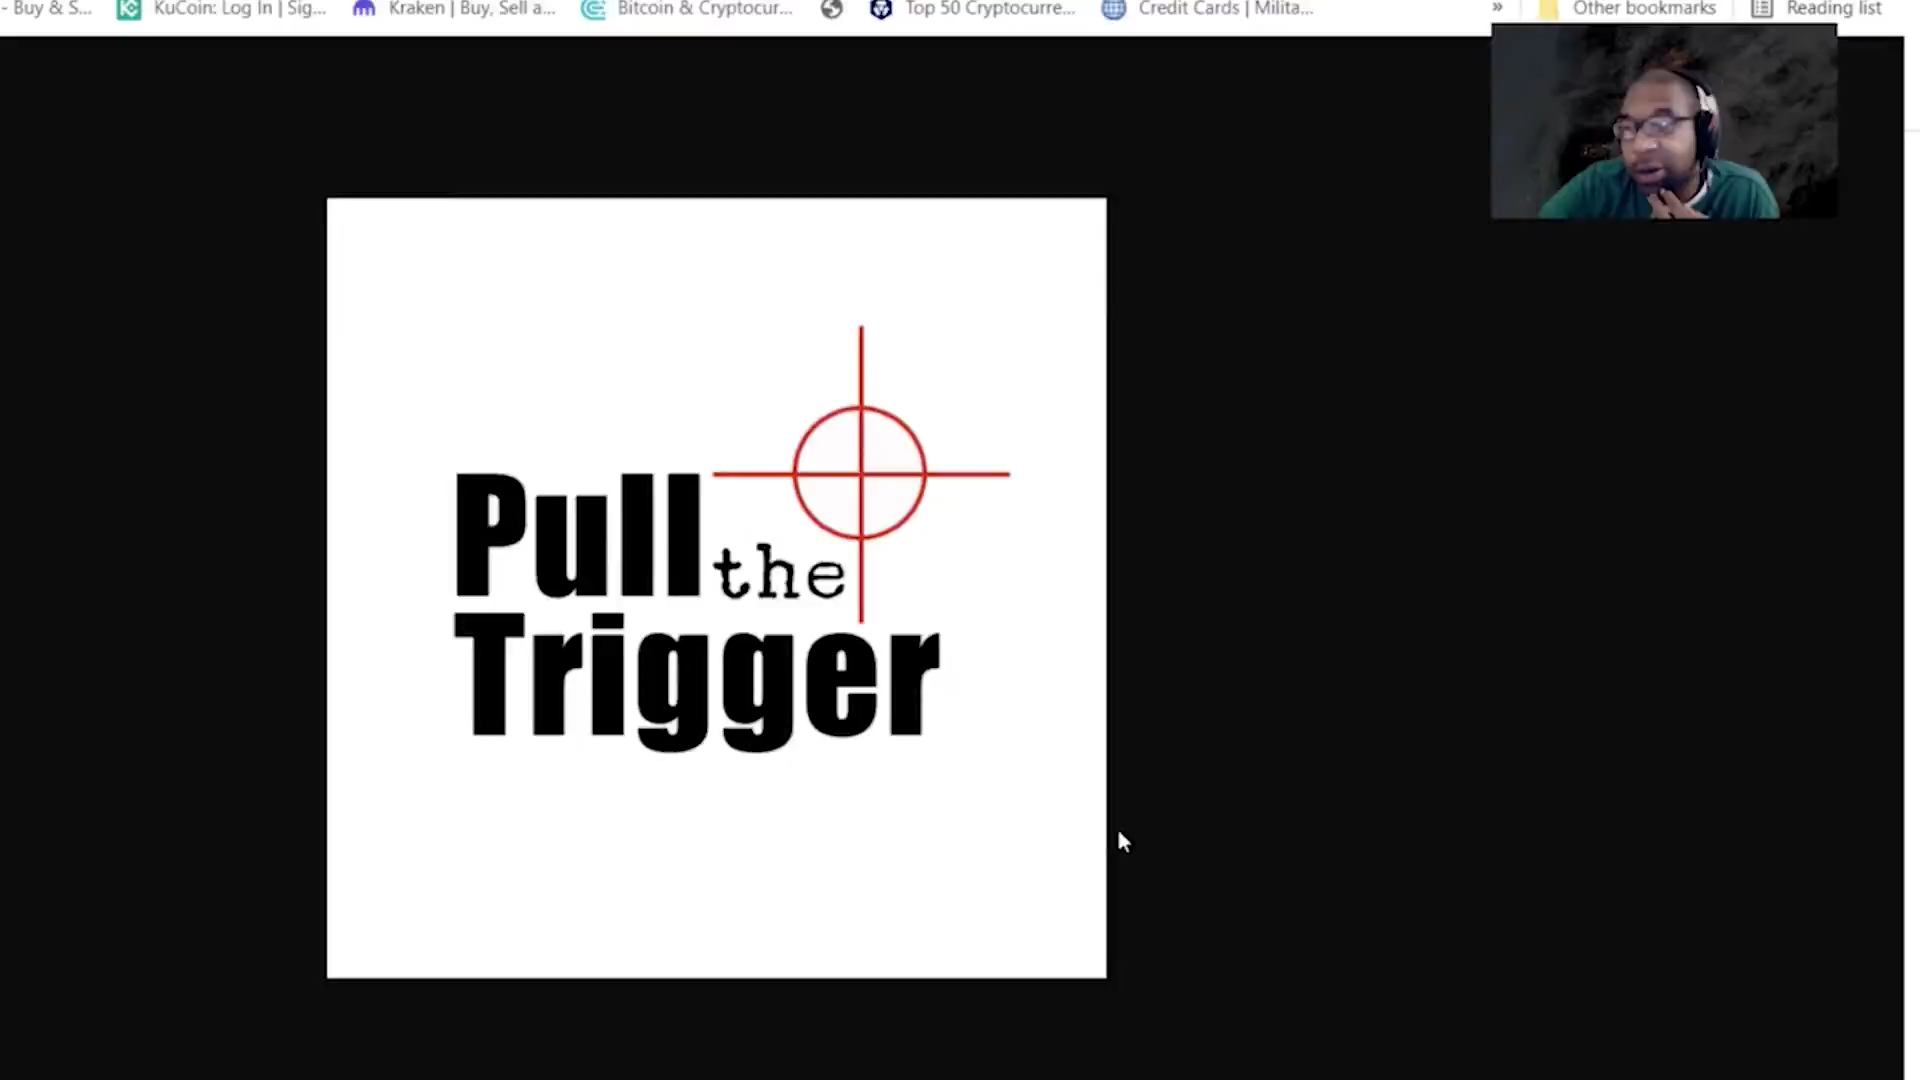 - Buy & S... KuCoin: Log In | Sig... Kraken | Buy, Sell a... Bitcoin & Cryptocur... Top 50 Cryptocurre... Credit Cards | Milita... » Other bookmarks Reading list
Pull the
Trigger